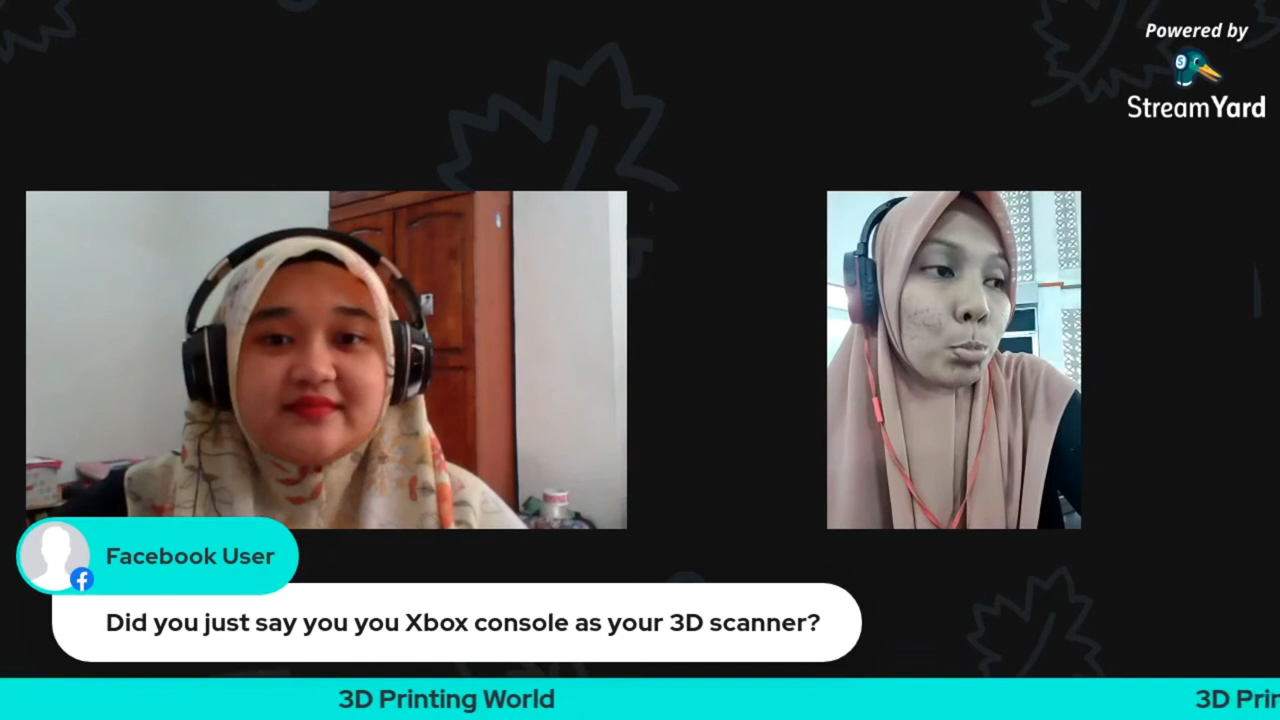 Powered by
StreamYard
Facebook User
Did you just say you you Xbox console as your 3D scanner?
3D Printing World
3D Prin